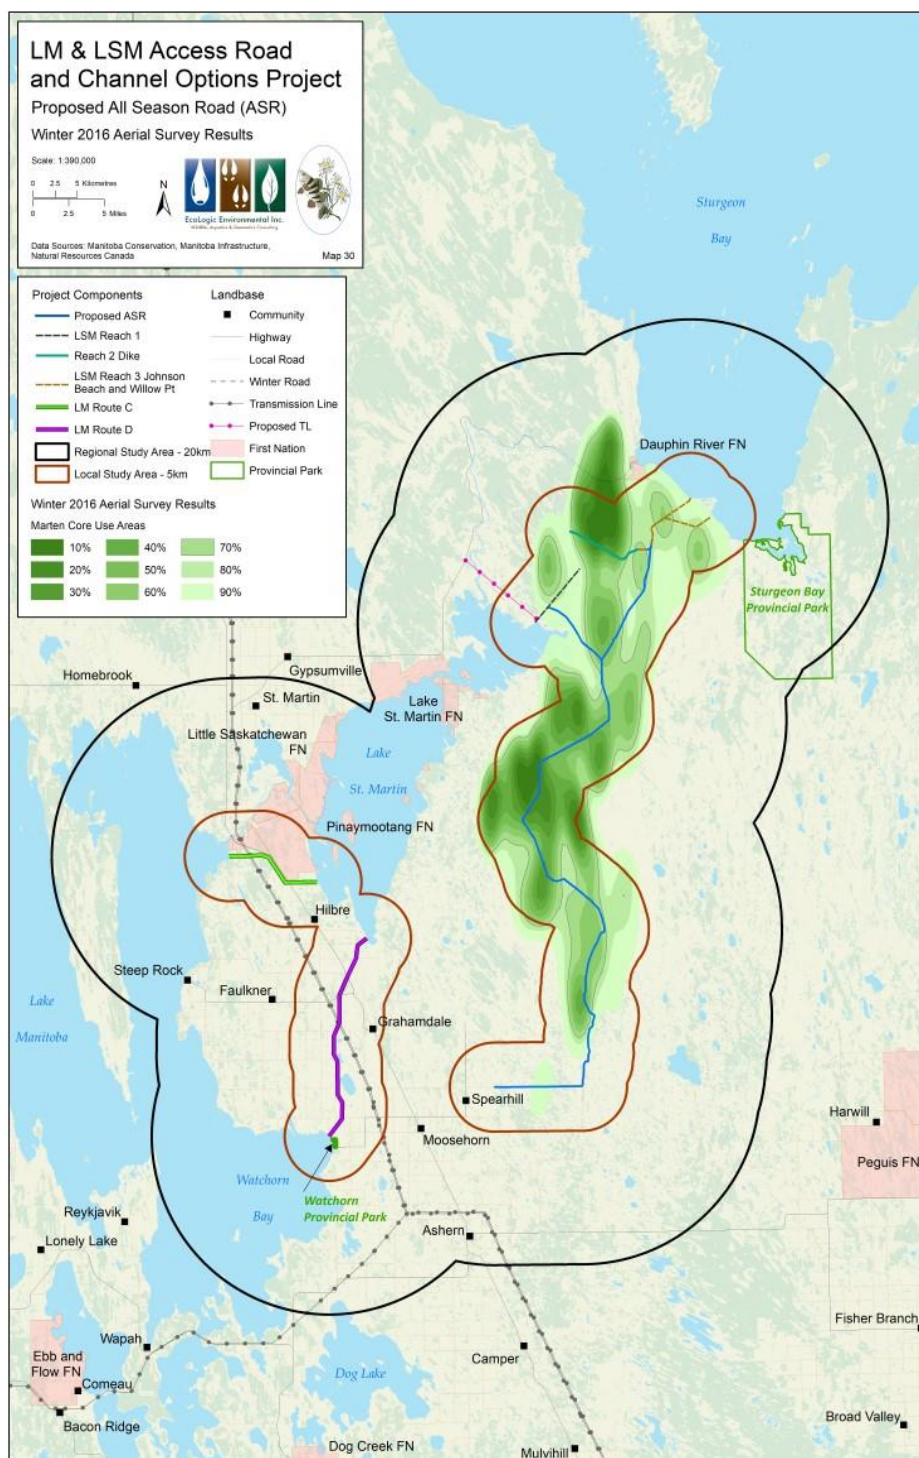 LM & LSM Access Road
and Channel Options Project
Proposed All Season Road (ASR)
Winter 2016 Aerial Survey Results
Scale: 1:390,000
0 2.5 5 Kilometres
0 2.5 5 Miles
N
EcoLogic Environmental Inc.
Data Sources: Manitoba Conservation, Manitoba Infrastructure,
Natural Resources Canada
Map 30
Project Components
Proposed ASR
LSM Reach 1
Reach 2 Dike
LSM Reach 3 Johnson
Beach and Willow Pt
LM Route C
LM Route D
Regional Study Area - 20km
Local Study Area - 5km
Landbase
Community
Highway
Local Road
Winter Road
Transmission Line
Proposed TL
First Nation
Provincial Park
Winter 2016 Aerial Survey Results
Marten Core Use Areas
10% 40% 70%
20% 50% 80%
30% 60% 90%
Sturgeon
Bay
Dauphin River FN
Sturgeon Bay
Provincial Park
Gypsumville
Homebrook
St. Martin
Lake
St. Martin FN
Little Saskatchewan
FN
Lake
St. Martin
Pinaymootang FN
Hilbre
Steep Rock
Faulkner
Lake
Manitoba
Grahamdale
Spearhill
Moosehorn
Harwill
Peguis FN
Watchorn
Bay
Watchorn
Provincial Park
Reykjavik
Lonely Lake
Ashern
Fisher Branch
Wapah
Ebb and
Flow FN
Comeau
Bacon Ridge
Camper
Dog Lake
Broad Valley
Dog Creek FN
Mulvihill